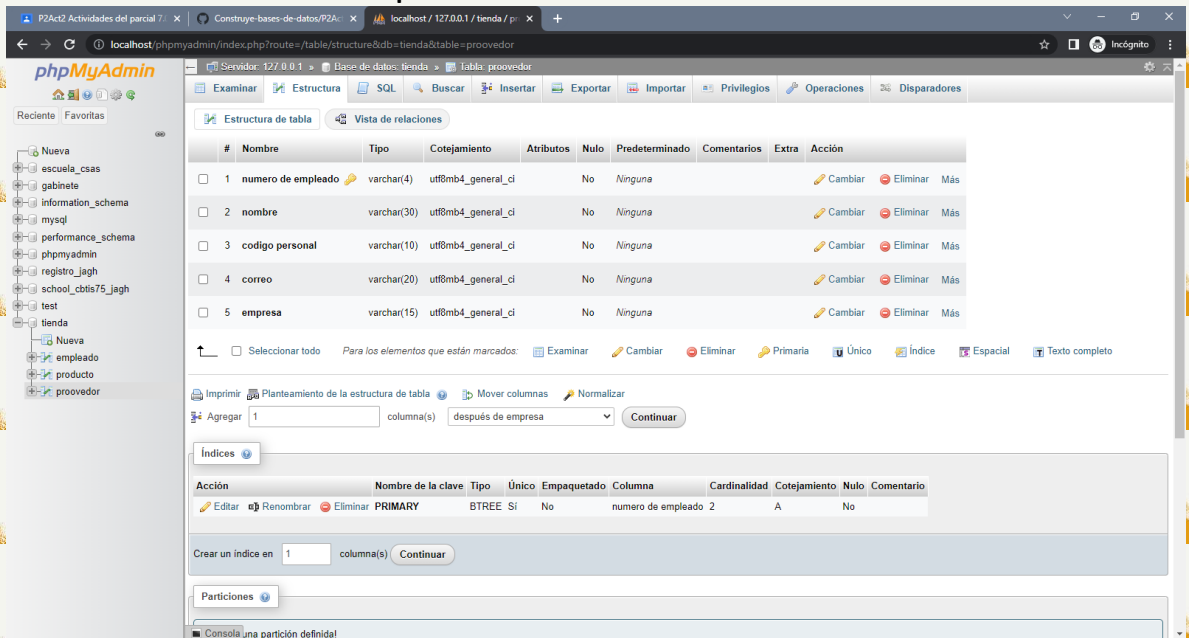 P2Act2 Actividades del parcial 7.
Construye-bases-de-datos/P2Ac
localhost / 127.0.0.1 / tienda / pr
localhost/phpmyadmin/index.php?route=/table/structure&db=tienda&table=proovedor
Incógnito
phpMyAdmin
Reciente Favoritas
Nueva
escuela_csas
gabinete
information_schema
mysql
performance_schema
phpmyadmin
registro_jagh
school_cbtis75_jagh
test
tienda
Nueva
empleado
producto
proovedor
Servidor: 127.0.0.1 » Base de datos: tienda » Tabla: proovedor
Examinar Estructura SQL Buscar Insertar Exportar Importar Privilegios Operaciones Disparadores
Estructura de tabla Vista de relaciones
# Nombre Tipo Cotejamiento Atributos Nulo Predeterminado Comentarios Extra Acción
1 numero de empleado varchar(4) utf8mb4_general_ci No Ninguna Cambiar Eliminar Más
2 nombre varchar(30) utf8mb4_general_ci No Ninguna Cambiar Eliminar Más
3 codigo personal varchar(10) utf8mb4_general_ci No Ninguna Cambiar Eliminar Más
4 correo varchar(20) utf8mb4_general_ci No Ninguna Cambiar Eliminar Más
5 empresa varchar(15) utf8mb4_general_ci No Ninguna Cambiar Eliminar Más
Seleccionar todo Para los elementos que están marcados: Examinar Cambiar Eliminar Primaria Único Índice Espacial Texto completo
Imprimir Planteamiento de la estructura de tabla Mover columnas Normalizar
Agregar 1 columna(s) después de empresa Continuar
Índices
Acción Nombre de la clave Tipo Único Empaquetado Columna Cardinalidad Cotejamiento Nulo Comentario
Editar Renombrar Eliminar PRIMARY BTREE Sí No numero de empleado 2 A No
Crear un índice en 1 columna(s) Continuar
Particiones
Consola una partición definida!